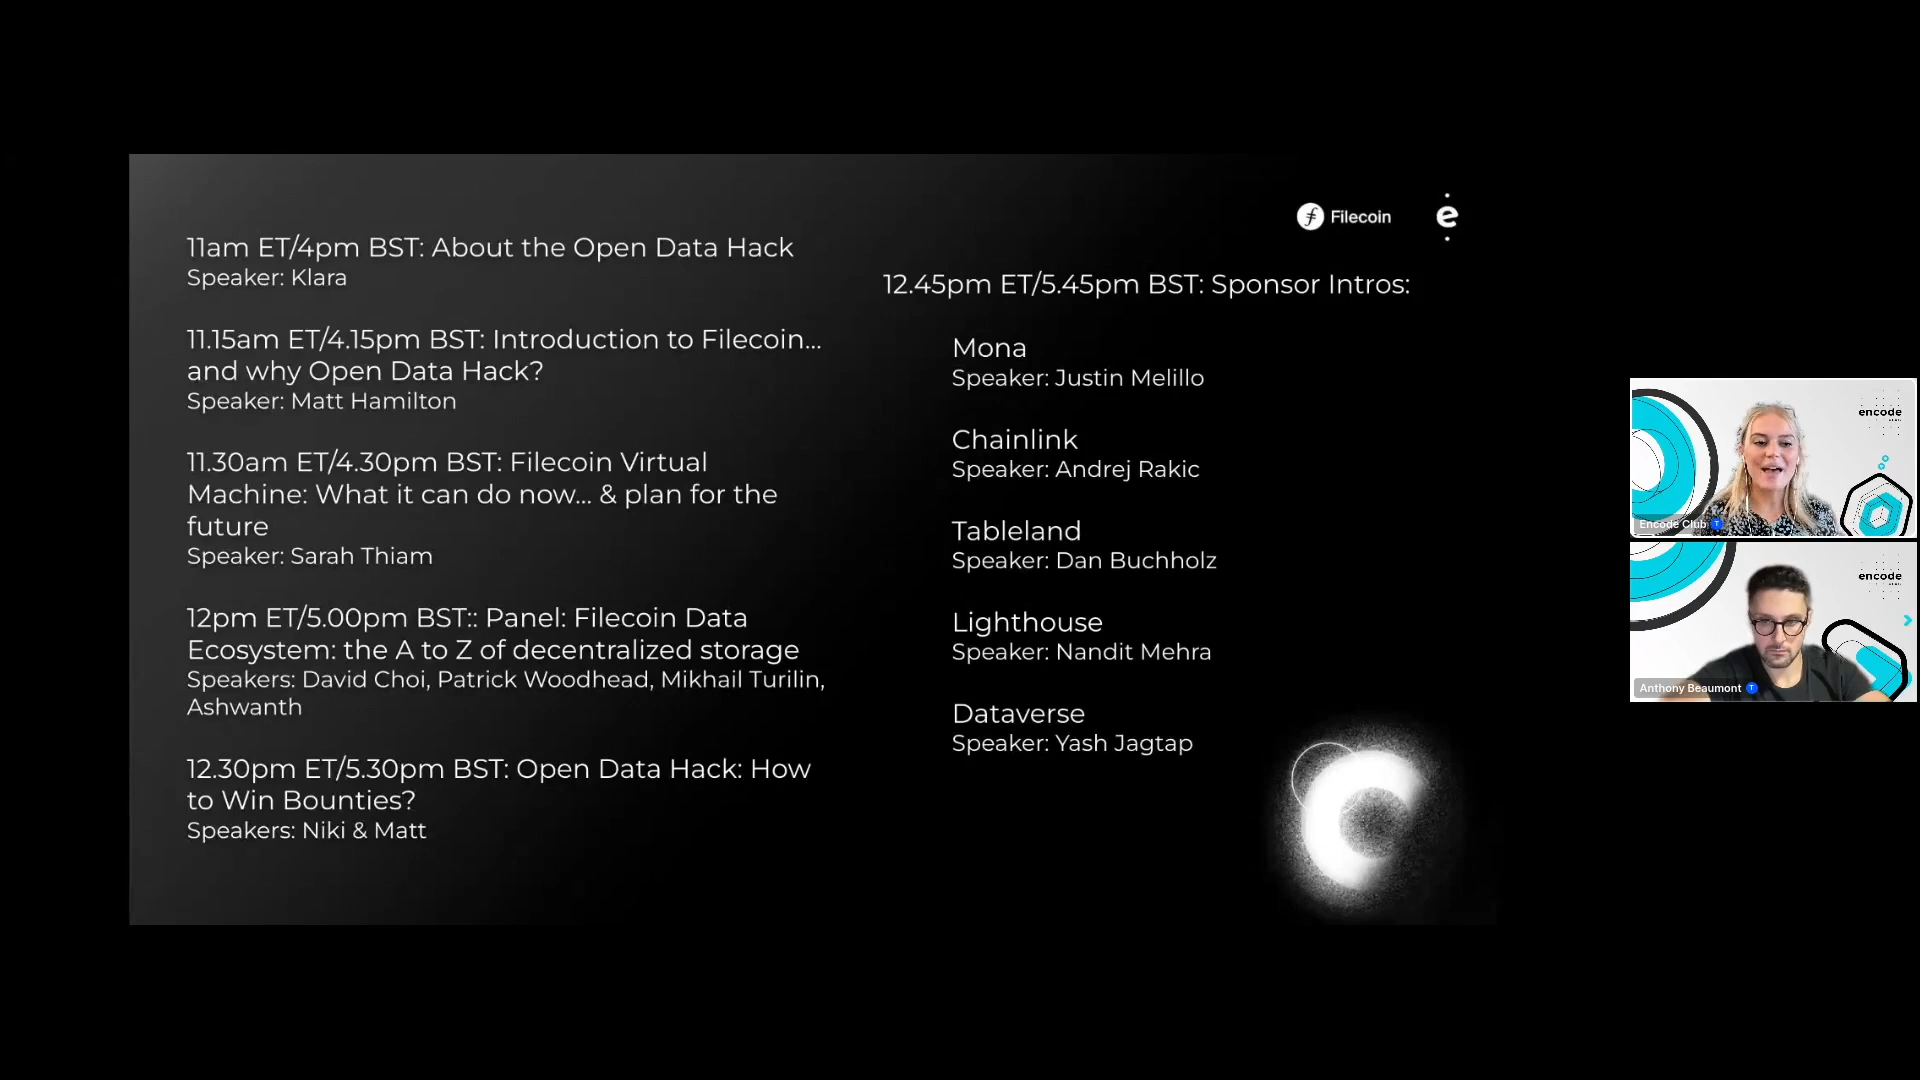 11am ET/4pm BST: About the Open Data Hack
Speaker: Klara
11.15am ET/4.15pm BST: Introduction to Filecoin...
and why Open Data Hack?
Speaker: Matt Hamilton
11.30am ET/4.30pm BST: Filecoin Virtual
Machine: What it can do now... & plan for the
future
Speaker: Sarah Thiam
12pm ET/5.00pm BST:: Panel: Filecoin Data
Ecosystem: the A to Z of decentralized storage
Speakers: David Choi, Patrick Woodhead, Mikhail Turilin,
Ashwanth
12.30pm ET/5.30pm BST: Open Data Hack: How
to Win Bounties?
Speakers: Niki & Matt
Filecoin
e
12.45pm ET/5.45pm BST: Sponsor Intros:
Mona
Speaker: Justin Melillo
Chainlink
Speaker: Andrej Rakic
Tableland
Speaker: Dan Buchholz
Lighthouse
Speaker: Nandit Mehra
Dataverse
Speaker: Yash Jagtap
encode
Encode Club
T
encode
Anthony Beaumont
T